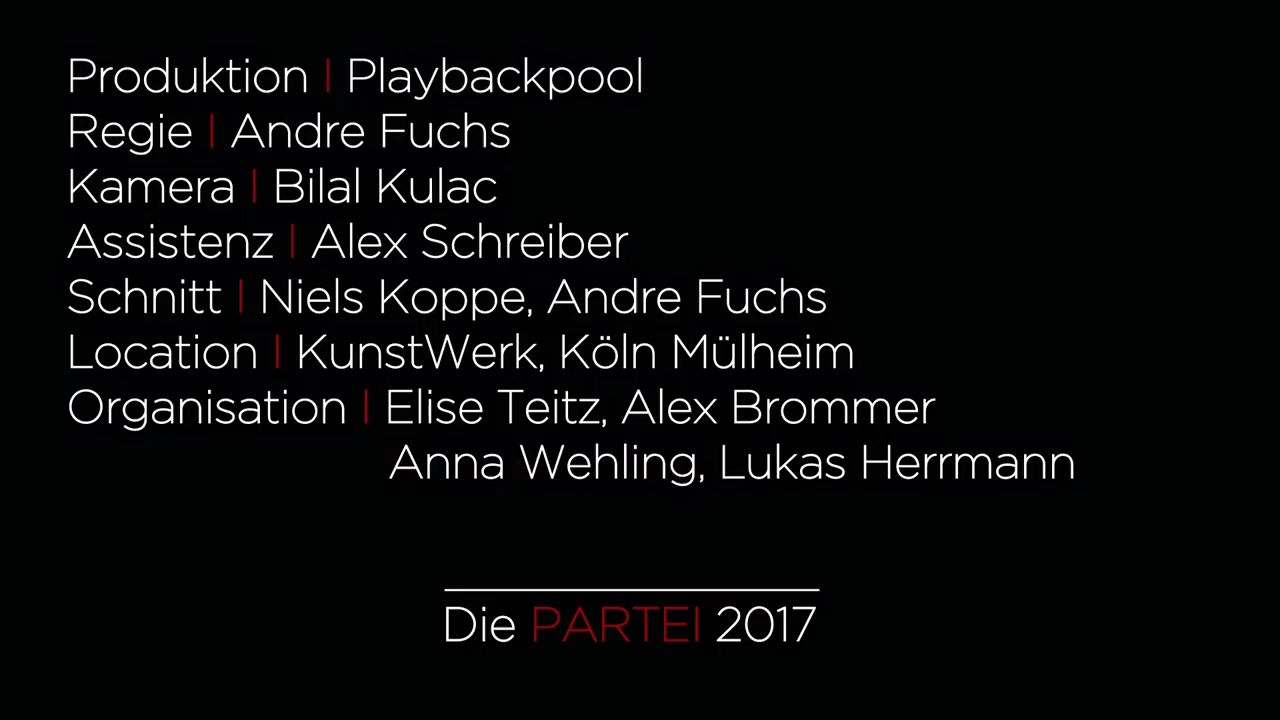 Produktion | Playbackpool
Regie | Andre Fuchs
Kamera | Bilal Kulac
Assistenz | Alex Schreiber
Schnitt | Niels Koppe, Andre Fuchs
Location | KunstWerk, Köln Mülheim
Organisation | Elise Teitz, Alex Brommer
Anna Wehling, Lukas Herrmann
Die PARTEI 2017